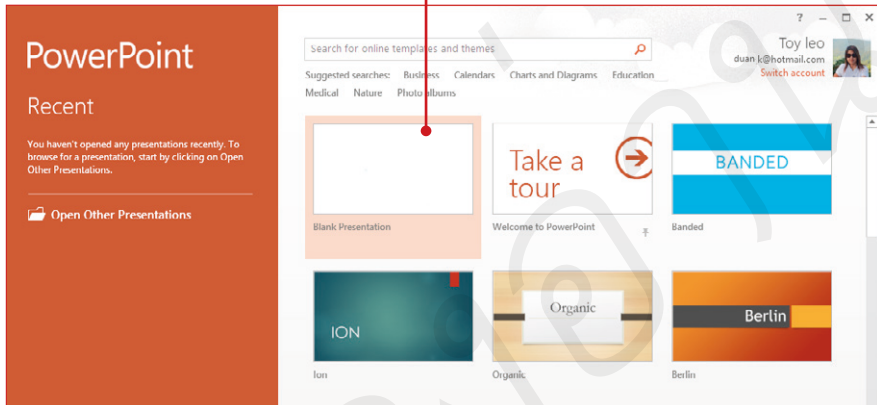 PowerPoint
Recent
You haven't opened any presentations recently. To
browse for a presentation, start by clicking on Open
Other Presentations.
Open Other Presentations
Search for online templates and themes
Suggested searches: Business Calendars Charts and Diagrams Education
Medical Nature Photo albums
Toy leo
duan k@hotmail.com
Switch account
Take a
tour
BANDED
Blank Presentation
Welcome to PowerPoint
Banded
ION
Organic
Berlin
Ion
Organic
Berlin